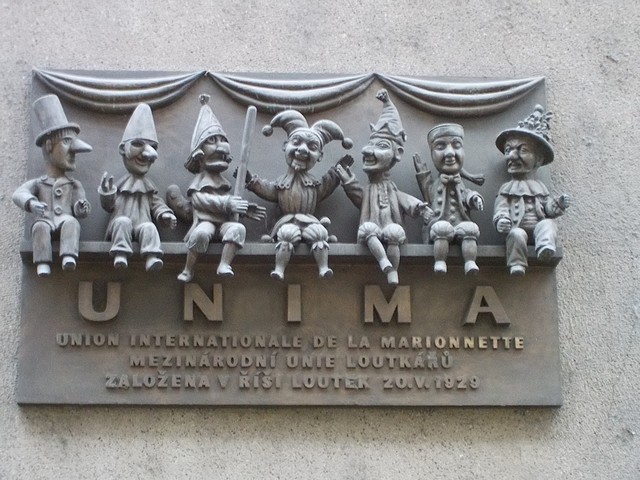 UNIMA
UNION INTERNATIONALE DE LA MARIONNETTE
MEZINÁRODNÍ UNIE LOUTKÁŘŮ
ZALOŽENA V ŘÍŠI LOUTEK 20.V.1929